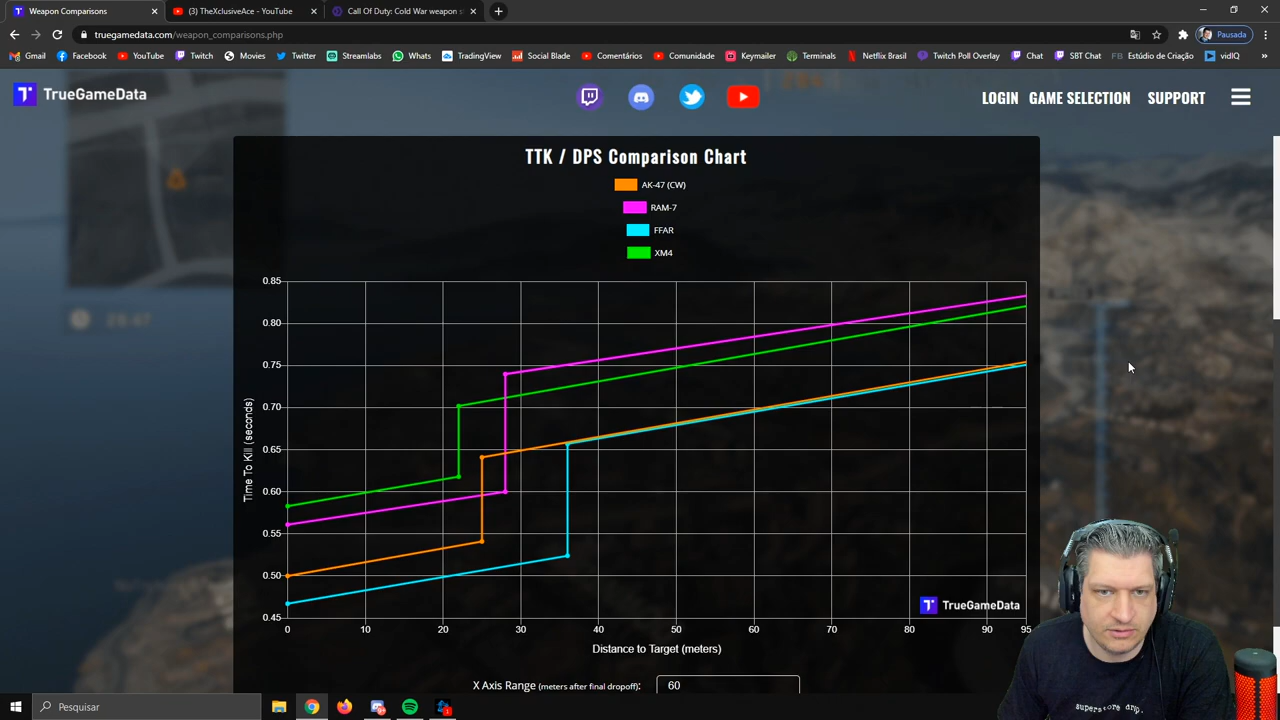 Weapon Comparisons
(3) TheXclusiveAce - YouTube
Call Of Duty: Cold War weapon s
truegamedata.com/weapon_comparisons.php
Pausada
Gmail
Facebook
YouTube
Twitch
Movies
Twitter
Streamlabs
Whats
TradingView
Social Blade
Comentários
Comunidade
Keymailer
Terminals
Netflix Brasil
Twitch Poll Overlay
Chat
SBT Chat
Estúdio de Criação
vidIQ
TrueGameData
LOGIN
GAME SELECTION
SUPPORT
TTK / DPS Comparison Chart
AK-47 (CW)
RAM-7
FFAR
XM4
0.85
0.80
0.75
0.70
0.65
0.60
0.55
0.50
0.45
Time To Kill (seconds)
TrueGameData
0 10 20 30 40 50 60 70 80 90 95
Distance to Target (meters)
X Axis Range (meters after final dropoff): 60
superstore dmp.
Pesquisar